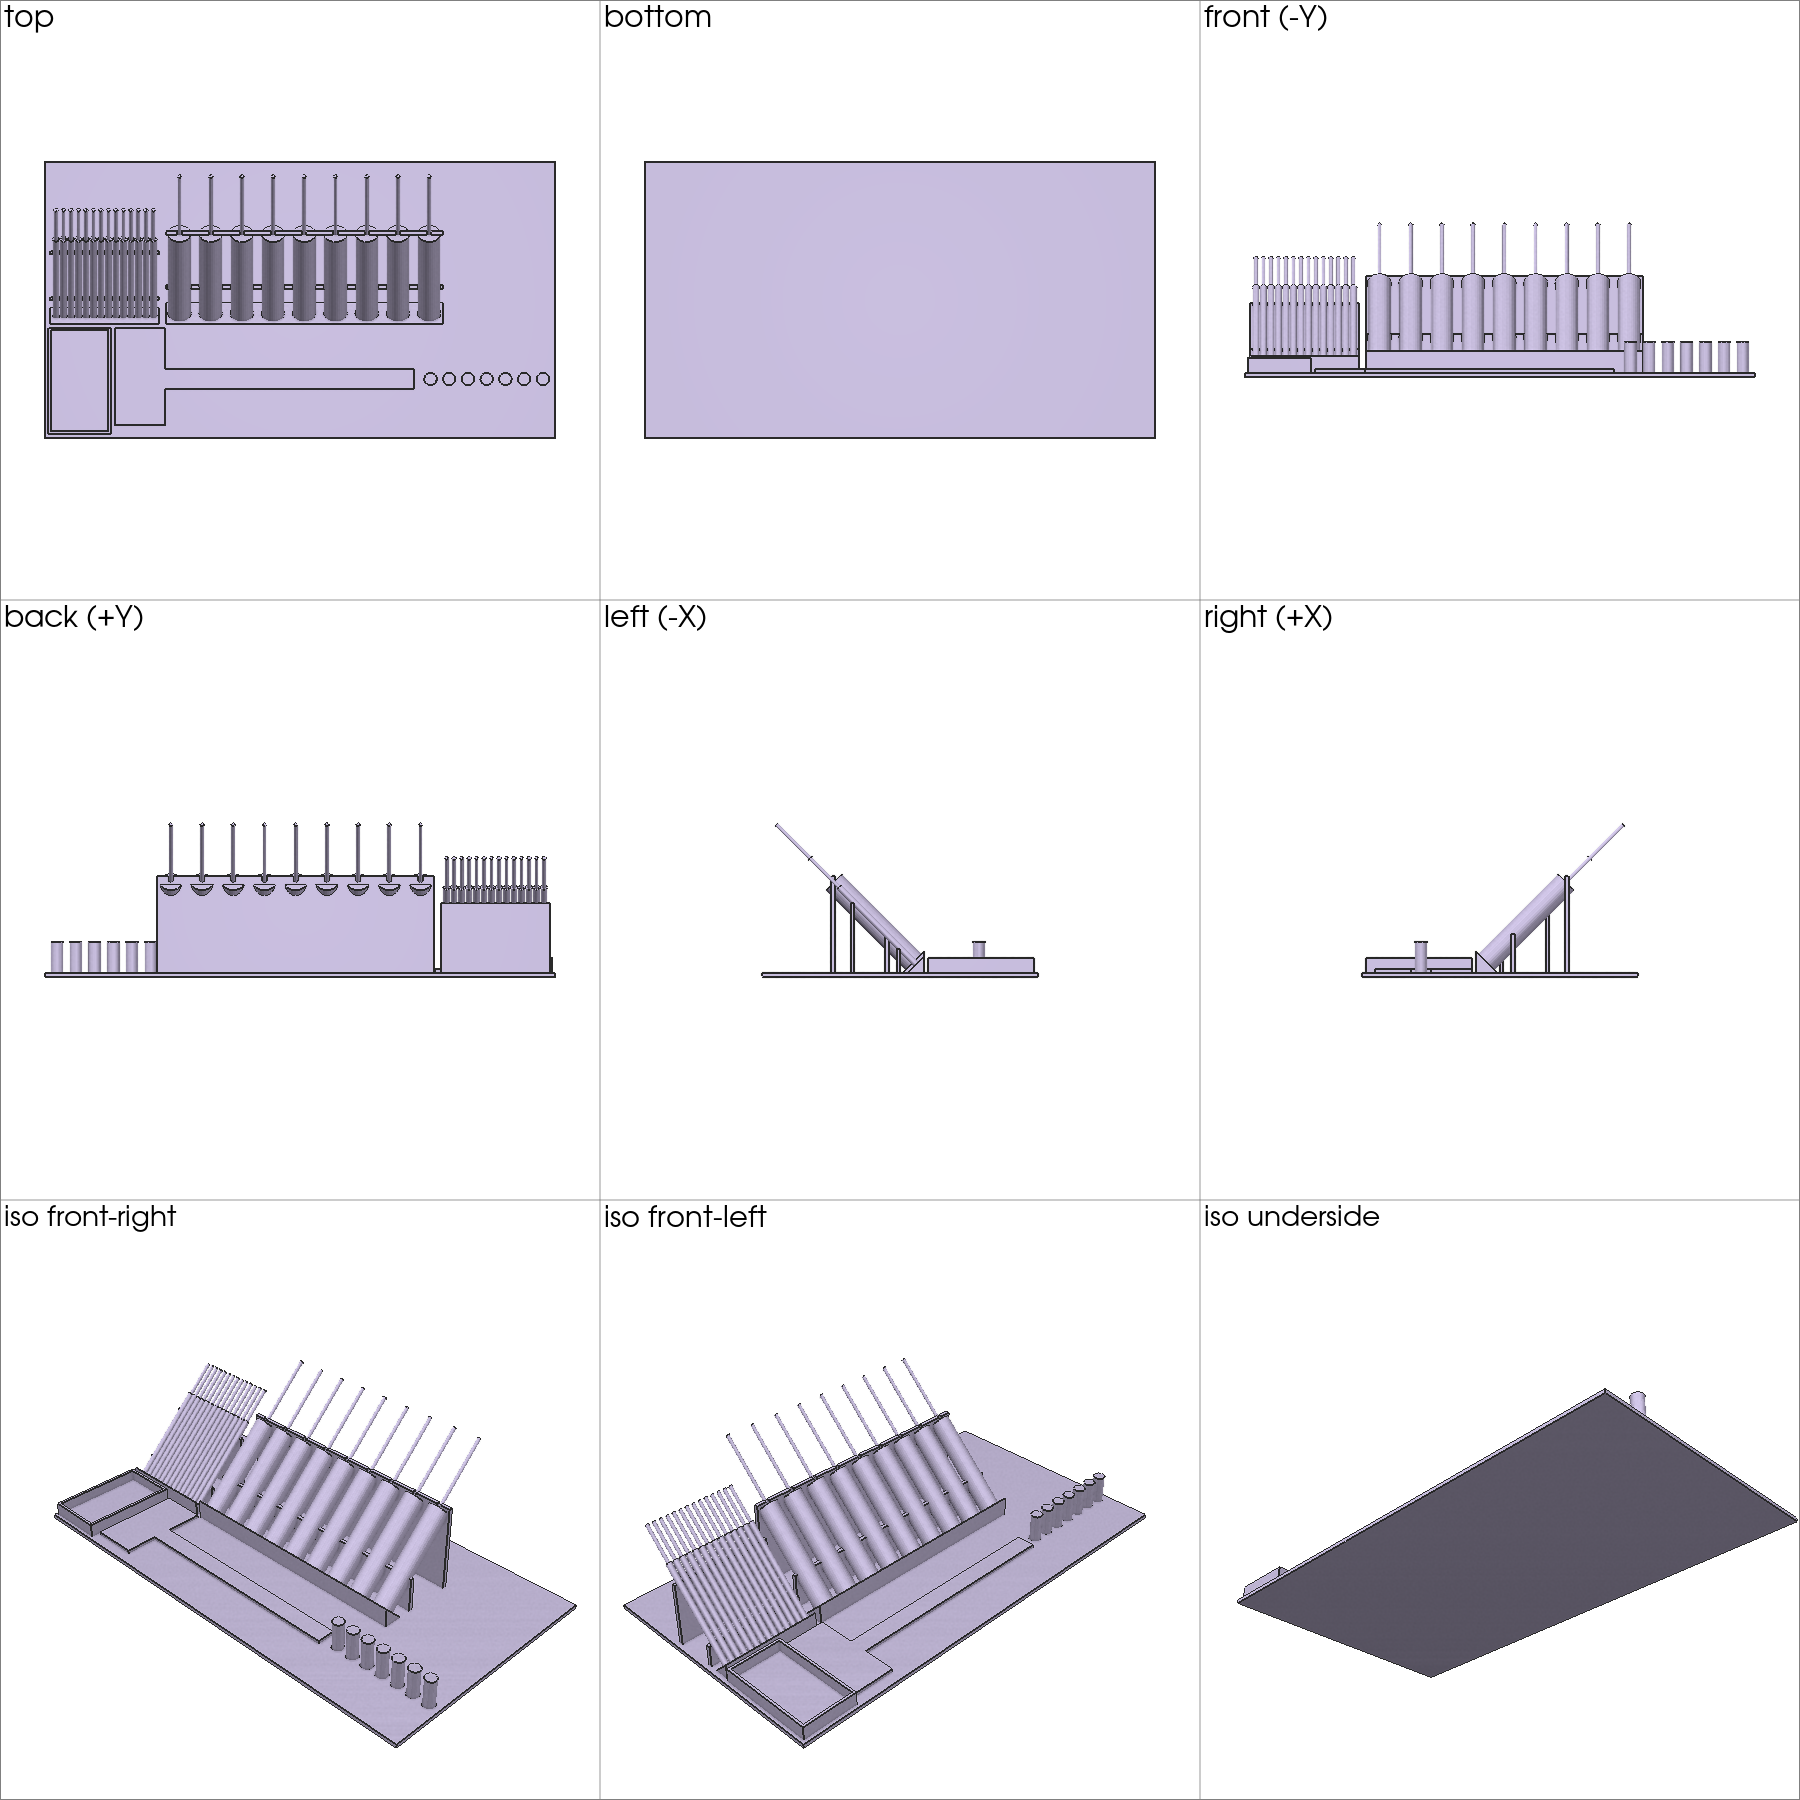 top
bottom
front (-Y)
back (+Y)
left (-X)
right (+X)
iso front-right
iso front-left
iso underside